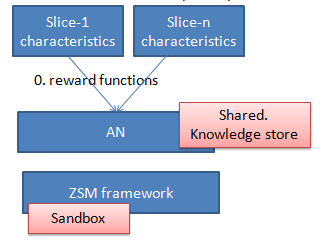 Slice-1
characteristics
Slice-n
characteristics
0. reward functions
AN
Shared.
Knowledge store
ZSM framework
Sandbox